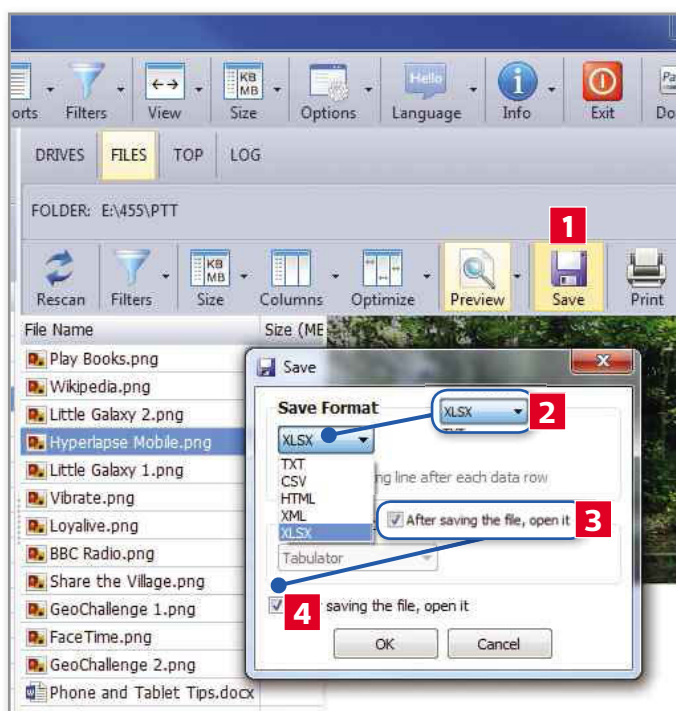 orts Filters View KB MB Size Options Hello Language Info Exit Do
DRIVES FILES TOP LOG
FOLDER: E:\455\PTT
1
Rescan Filters KB MB Size Columns Optimize Preview Save Print
File Name Size (ME
Play Books.png
Wikipedia.png
Little Galaxy 2.png
Hyperlapse Mobile.png
Little Galaxy 1.png
Vibrate.png
Loyalive.png
BBC Radio.png
Share the Village.png
GeoChallenge 1.png
FaceTime.png
GeoChallenge 2.png
Phone and Tablet Tips.docx
Save
Save Format XLSX 2
XLSX
TXT
CSV ng line after each data row
HTML
XML
XLSX After saving the file, open it 3
Tabulator
4 saving the file, open it
OK Cancel